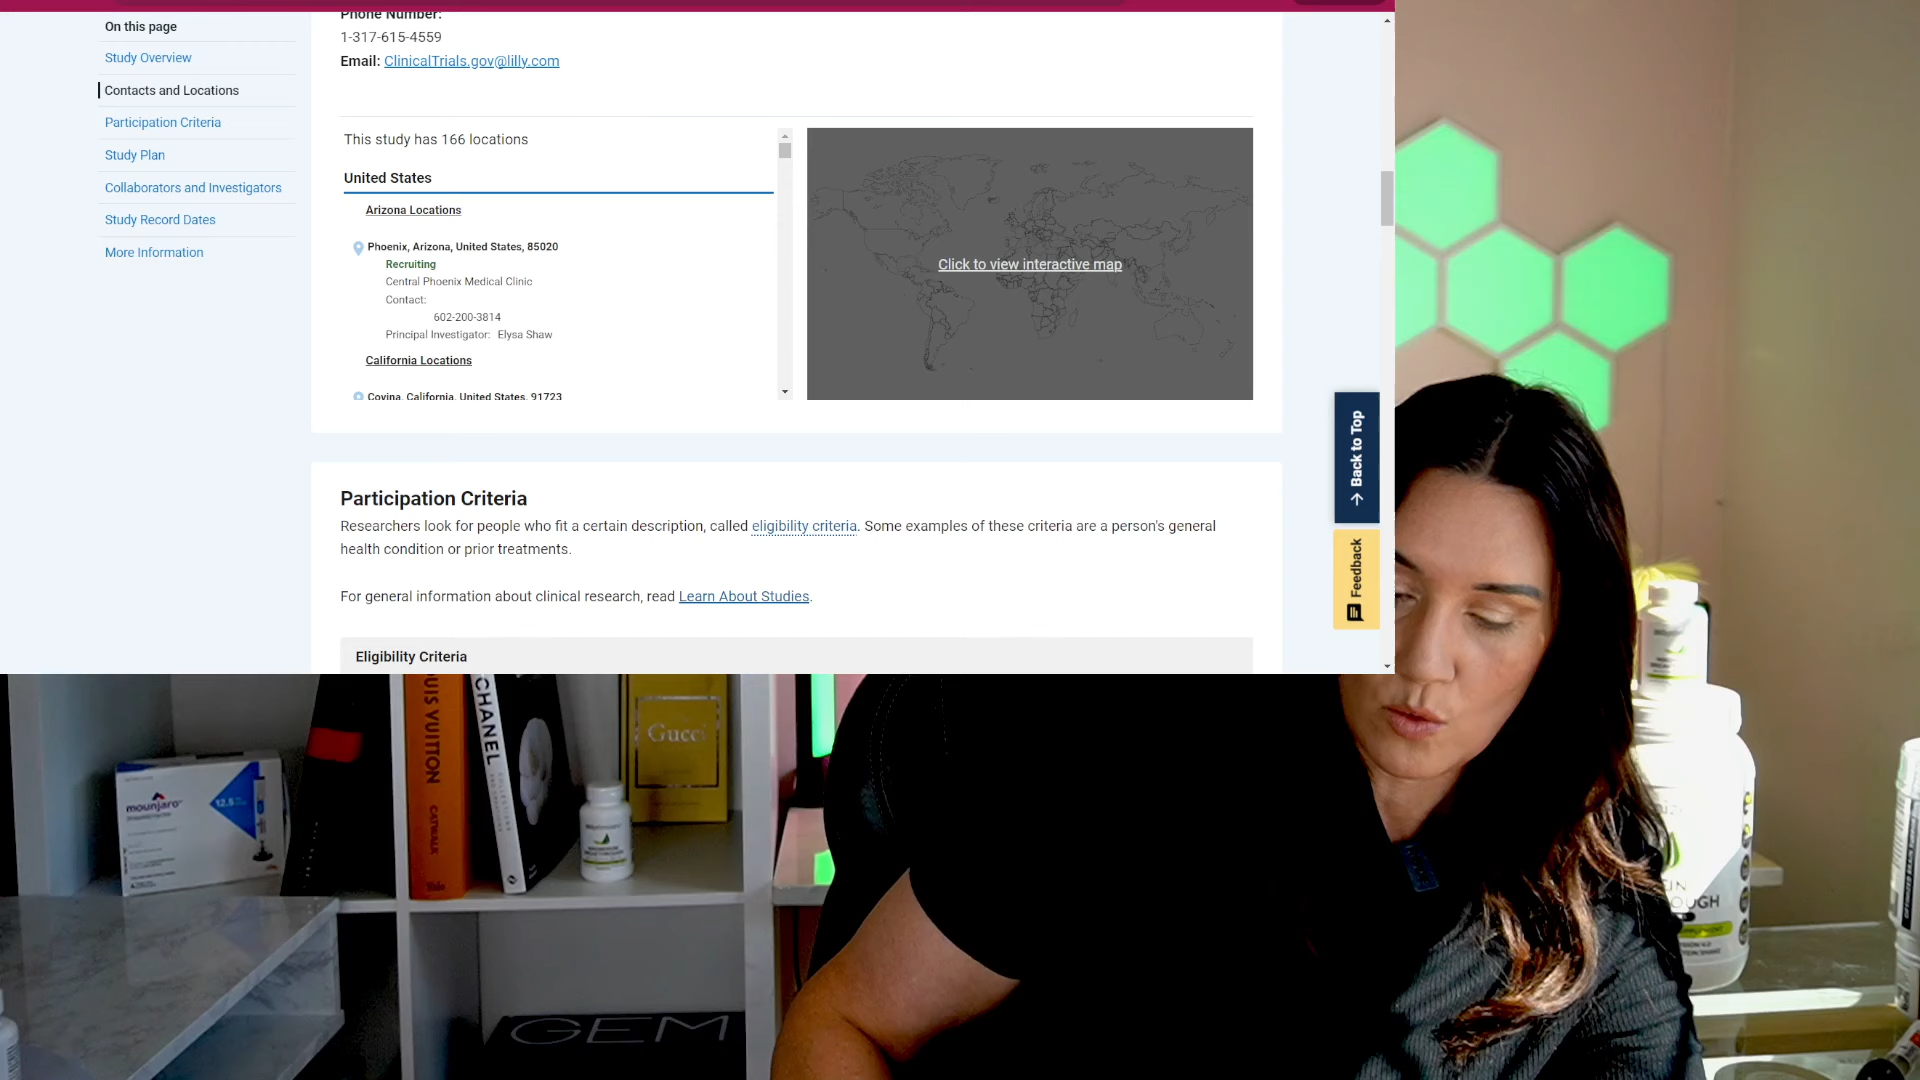 On this page
Study Overview
Contacts and Locations
Participation Criteria
Study Plan
Collaborators and Investigators
Study Record Dates
More Information
Phone Number:
1-317-615-4559
Email: ClinicalTrials.gov@lilly.com
This study has 166 locations
United States
Arizona Locations
Phoenix, Arizona, United States, 85020
Recruiting
Central Phoenix Medical Clinic
Contact:
602-200-3814
Principal Investigator: Elysa Shaw
California Locations
Covina, California, United States, 91723
Click to view interactive map
Participation Criteria
Researchers look for people who fit a certain description, called eligibility criteria. Some examples of these criteria are a person's general
health condition or prior treatments.
For general information about clinical research, read Learn About Studies.
Eligibility Criteria
Back to Top
Feedback
mounjaro
12.5
VUITTON
CATWALK
CHANEL
Gucci
GEM